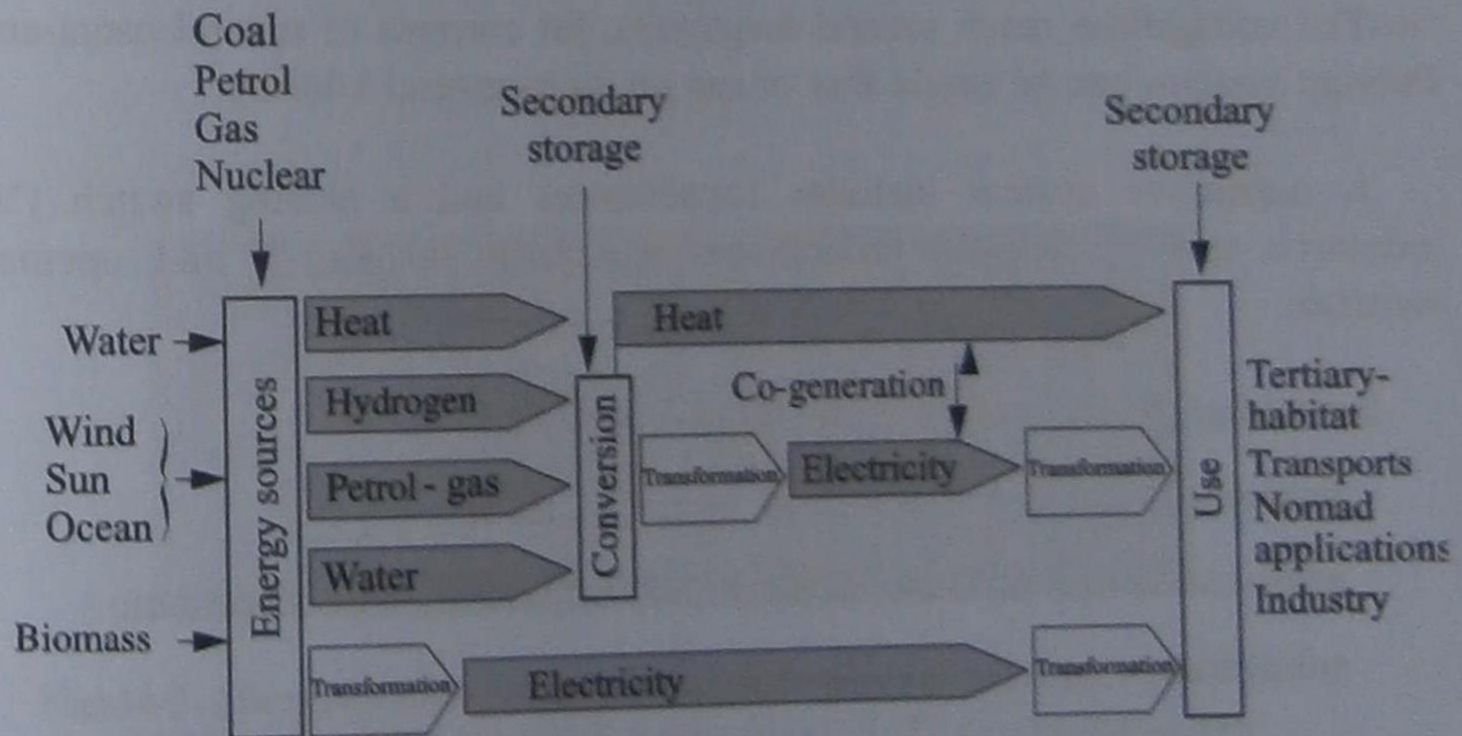 Coal
Petrol
Gas
Nuclear
Secondary
storage
Secondary
storage
Water
Wind
Sun
Ocean
Biomass
Energy sources
Heat
Hydrogen
Petrol - gas
Water
Transformation
Electricity
Transformation
Conversion
Heat
Co-generation
Transformation
Electricity
Transformation
Use
Tertiary-
habitat
Transports
Nomad
applications
Industry